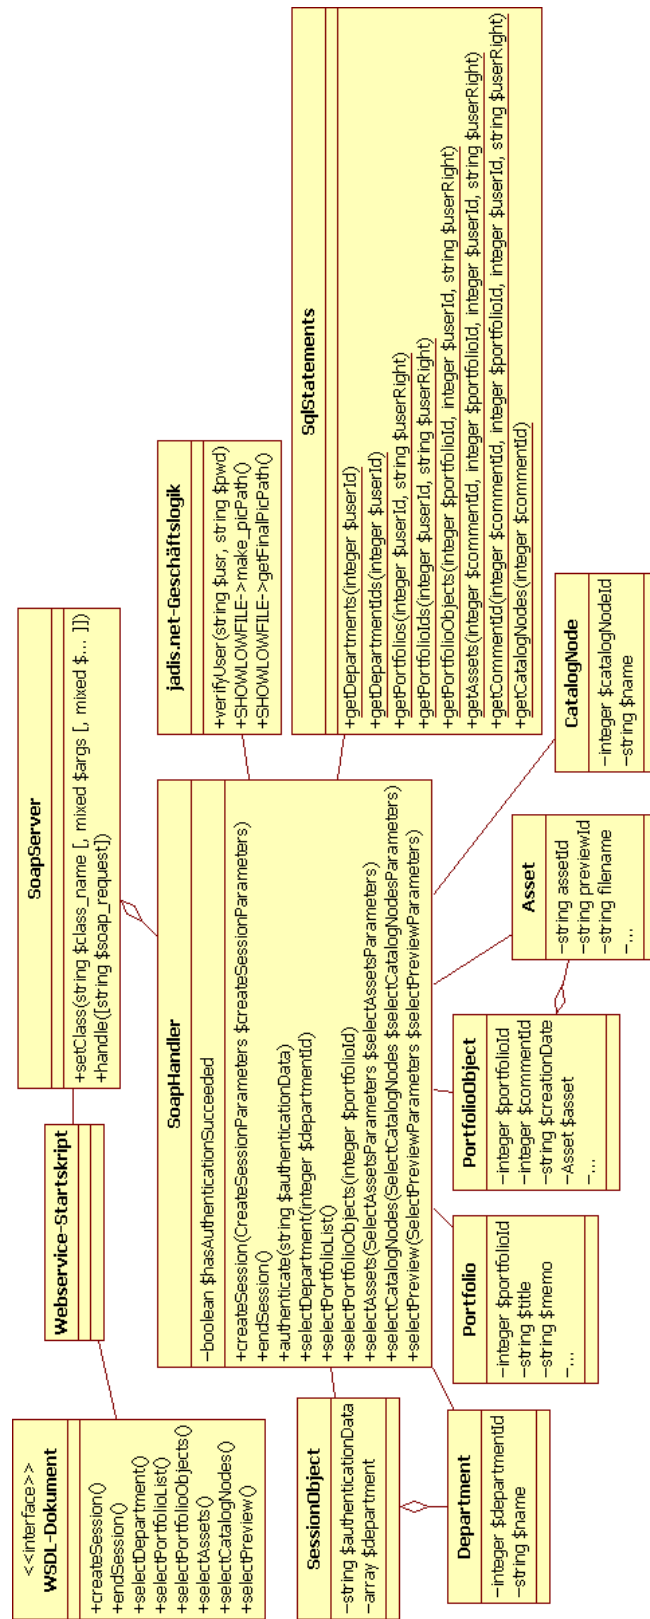 <<interface>>
WSDL-Dokument
+createSession()
+endSession()
+selectDepartment()
+selectPortfolioList()
+selectPortfolioObjects()
+selectAssets()
+selectCatalogNodes()
+selectPreview()
Webservice-Startskript
SoapServer
+setClass(string $class_name [, mixed $args [, mixed $... ]])
+handle([string $soap_request])
SoapHandler
−boolean $hasAuthenticationSucceeded
+createSession(CreateSessionParameters $createSessionParameters)
+endSession()
+authenticate(string $authenticationData)
+selectDepartment(integer $departmentId)
+selectPortfolioList()
+selectPortfolioObjects(integer $portfolioId)
+selectAssets(SelectAssetsParameters $selectAssetsParameters)
+selectCatalogNodes(SelectCatalogNodes $selectCatalogNodesParameters)
+selectPreview(SelectPreviewParameters $selectPreviewParameters)
jadis.net-Geschäftslogik
+verifyUser(string $usr, string $pwd)
+SHOWLOWFILE->make_picPath()
+SHOWLOWFILE->getFinalPicPath()
SessionObject
−string $authenticationData
−array $department
SqlStatements
+getDepartments(integer $userId)
+getDepartmentIds(integer $userId)
+getPortfolios(integer $userId, string $userRight)
+getPortfolioIds(integer $userId, string $userRight)
+getPortfolioObjects(integer $portfolioId, integer $userId, string $userRight)
+getAssets(integer $commentId, integer $portfolioId, integer $userId, string $userRight)
+getCommentId(integer $commentId, integer $portfolioId, integer $userId, string $userRight)
+getCatalogNodes(integer $commentId)
Department
−integer $departmentId
−string $name
Portfolio
−integer $portfolioId
−string $title
−string $memo
−...
PortfolioObject
−integer $portfolioId
−integer $commentId
−string $creationDate
−Asset $asset
−...
Asset
−string assetId
−string previewId
−string filename
−...
CatalogNode
−integer $catalogNodeId
−string $name